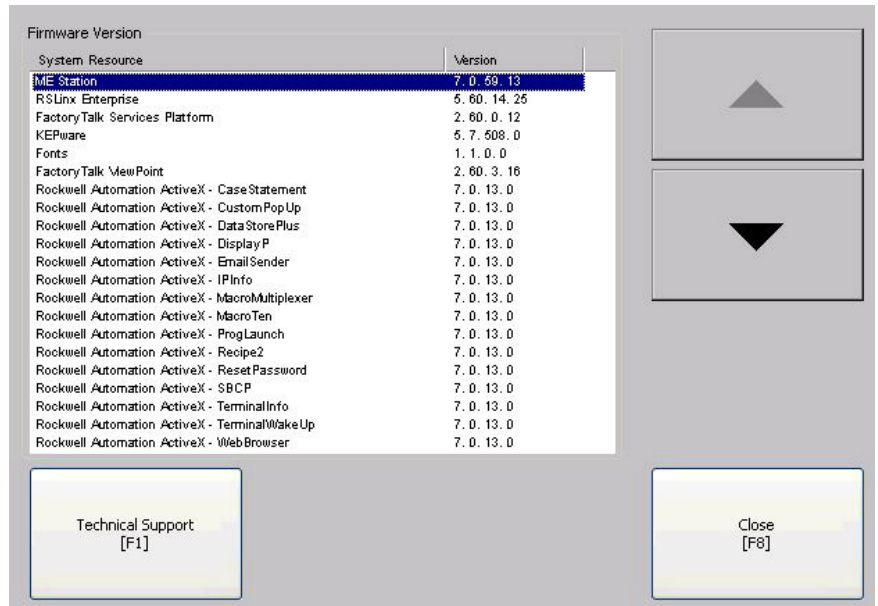 Firmware Version
System Resource Version
ME Station 7. 0. 59. 13
RSLinx Enterprise 5. 60. 14. 25
FactoryTalk Services Platform 2. 60. 0. 12
KEPware 5. 7. 508. 0
Fonts 1. 1. 0. 0
FactoryTalk ViewPoint 2. 60. 3. 16
Rockwell Automation ActiveX - CaseStatement 7. 0. 13. 0
Rockwell Automation ActiveX - CustomPopUp 7. 0. 13. 0
Rockwell Automation ActiveX - DataStorePlus 7. 0. 13. 0
Rockwell Automation ActiveX - DisplayP 7. 0. 13. 0
Rockwell Automation ActiveX - EmailSender 7. 0. 13. 0
Rockwell Automation ActiveX - IPInfo 7. 0. 13. 0
Rockwell Automation ActiveX - MacroMultiplexer 7. 0. 13. 0
Rockwell Automation ActiveX - MacroTen 7. 0. 13. 0
Rockwell Automation ActiveX - ProgLaunch 7. 0. 13. 0
Rockwell Automation ActiveX - Recipe2 7. 0. 13. 0
Rockwell Automation ActiveX - ResetPassword 7. 0. 13. 0
Rockwell Automation ActiveX - SBCP 7. 0. 13. 0
Rockwell Automation ActiveX - TerminalInfo 7. 0. 13. 0
Rockwell Automation ActiveX - TerminalWakeUp 7. 0. 13. 0
Rockwell Automation ActiveX - WebBrowser 7. 0. 13. 0
Technical Support
[F1]
Close
[F8]